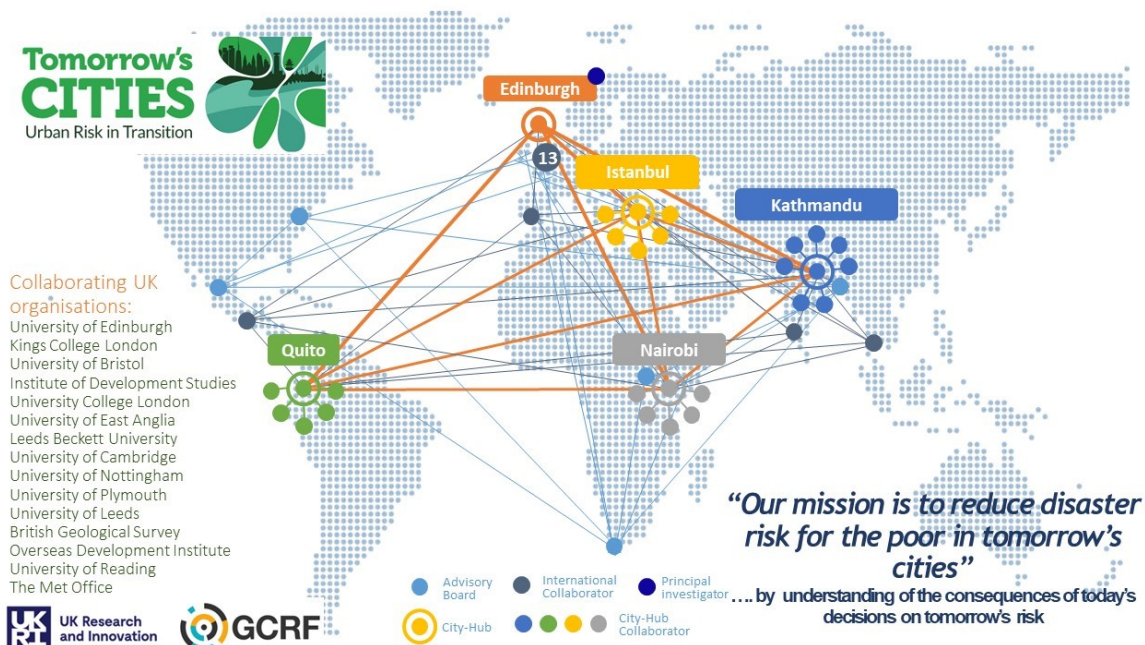 Tomorrow's
CITIES
Urban Risk in Transition
Edinburgh
13
Istanbul
Kathmandu
Quito
Nairobi
Collaborating UK
organisations:
University of Edinburgh
Kings College London
University of Bristol
Institute of Development Studies
University College London
University of East Anglia
Leeds Beckett University
University of Cambridge
University of Nottingham
University of Plymouth
University of Leeds
British Geological Survey
Overseas Development Institute
University of Reading
The Met Office
UK
RI
UK Research
and Innovation
GCRF
Advisory
Board
International
Collaborator
Principal
investigator
City-Hub
City-Hub
Collaborator
“Our mission is to reduce disaster
risk for the poor in tomorrow’s
cities”
.... by understanding of the consequences of today’s
decisions on tomorrow’s risk